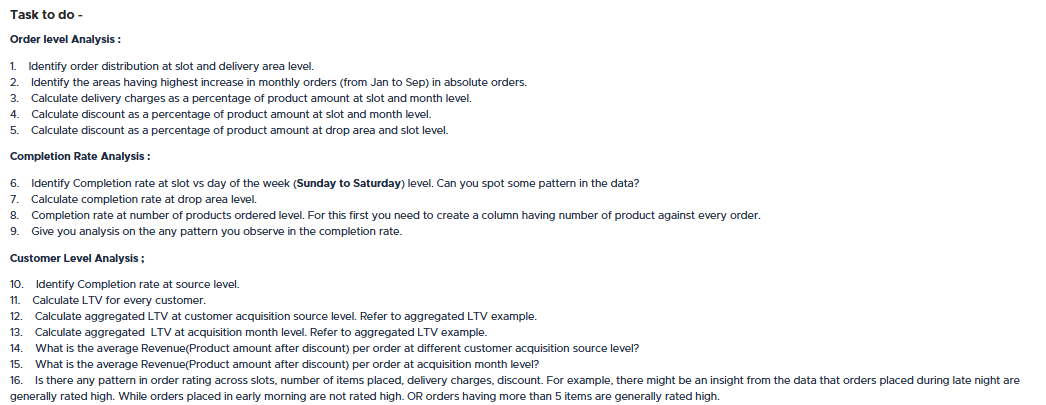 Task to do -
Order level Analysis :
1. Identify order distribution at slot and delivery area level.
2. Identify the areas having highest increase in monthly orders (from Jan to Sep) in absolute orders.
3. Calculate delivery charges as a percentage of product amount at slot and month level.
4. Calculate discount as a percentage of product amount at slot and month level.
5. Calculate discount as a percentage of product amount at drop area and slot level.
Completion Rate Analysis :
6. Identify Completion rate at slot vs day of the week (Sunday to Saturday) level. Can you spot some pattern in the data?
7. Calculate completion rate at drop area level.
8. Completion rate at number of products ordered level. For this first you need to create a column having number of product against every order.
9. Give you analysis on the any pattern you observe in the completion rate.
Customer Level Analysis ;
10. Identify Completion rate at source level.
11. Calculate LTV for every customer.
12. Calculate aggregated LTV at customer acquisition source level. Refer to aggregated LTV example.
13. Calculate aggregated LTV at acquisition month level. Refer to aggregated LTV example.
14. What is the average Revenue(Product amount after discount) per order at different customer acquisition source level?
15. What is the average Revenue(Product amount after discount) per order at acquisition month level?
16. Is there any pattern in order rating across slots, number of items placed, delivery charges, discount. For example, there might be an insight from the data that orders placed during late night are
generally rated high. While orders placed in early morning are not rated high. OR orders having more than 5 items are generally rated high.